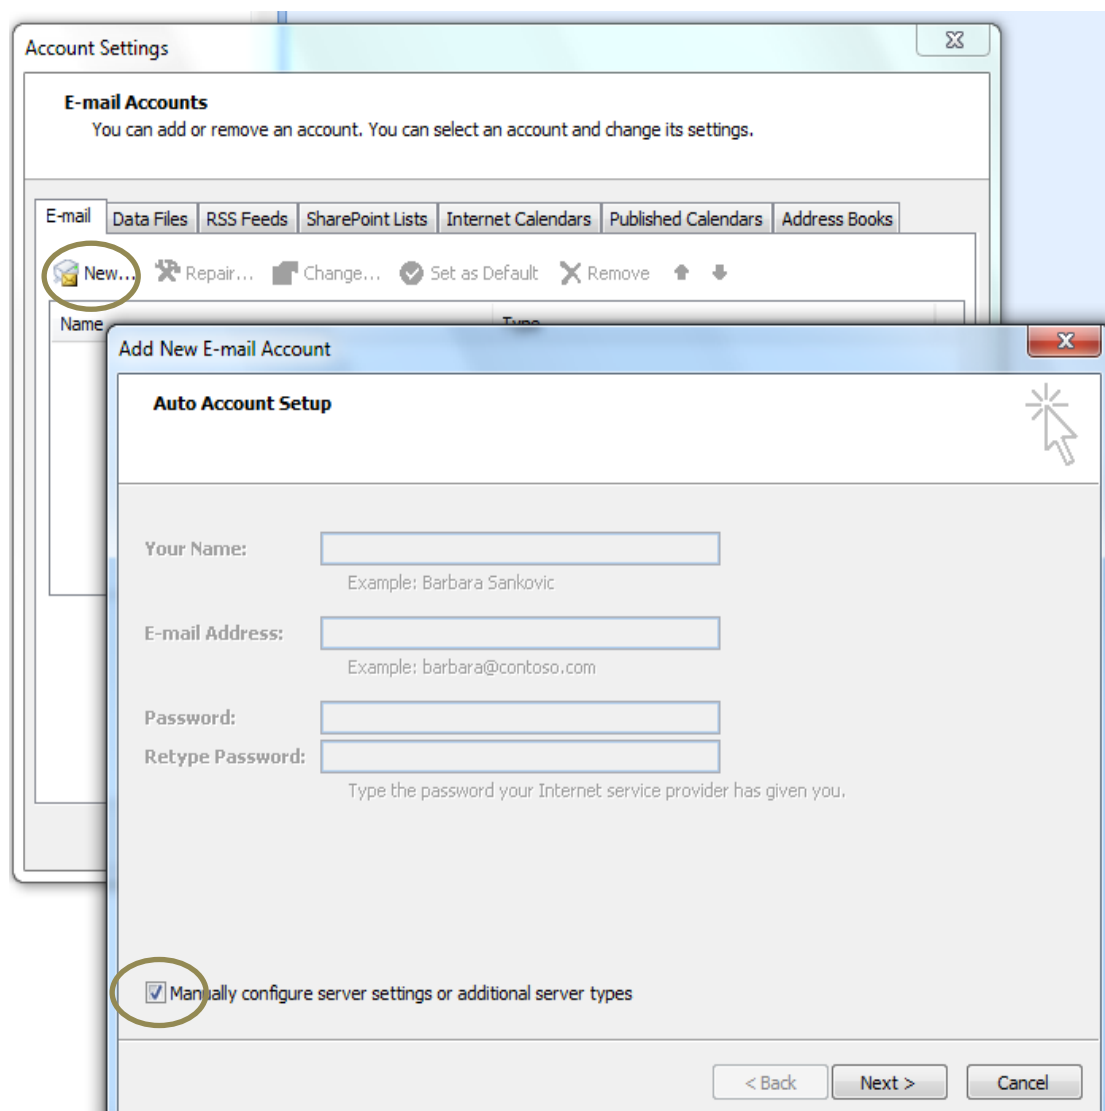 Account Settings
E-mail Accounts
You can add or remove an account. You can select an account and change its settings.
E-mail Data Files RSS Feeds SharePoint Lists Internet Calendars Published Calendars Address Books
New... Repair... Change... Set as Default Remove
Name Type
Add New E-mail Account
Auto Account Setup
Your Name:
Example: Barbara Sankovic
E-mail Address:
Example: barbara@contoso.com
Password:
Retype Password:
Type the password your Internet service provider has given you.
Manually configure server settings or additional server types
< Back Next > Cancel